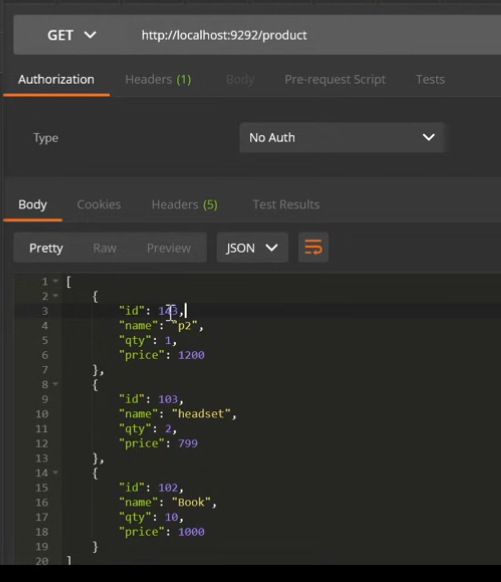 GET http://localhost:9292/product
Authorization Headers (1) Body Pre-request Script Tests
Type No Auth
Body Cookies Headers (5) Test Results
Pretty Raw Preview JSON
1 [
2 {
3 "id": 143,
4 "name": "p2",
5 "qty": 1,
6 "price": 1200
7 },
8 {
9 "id": 103,
10 "name": "headset",
11 "qty": 2,
12 "price": 799
13 },
14 {
15 "id": 102,
16 "name": "Book",
17 "qty": 10,
18 "price": 1000
19 }
20 ]